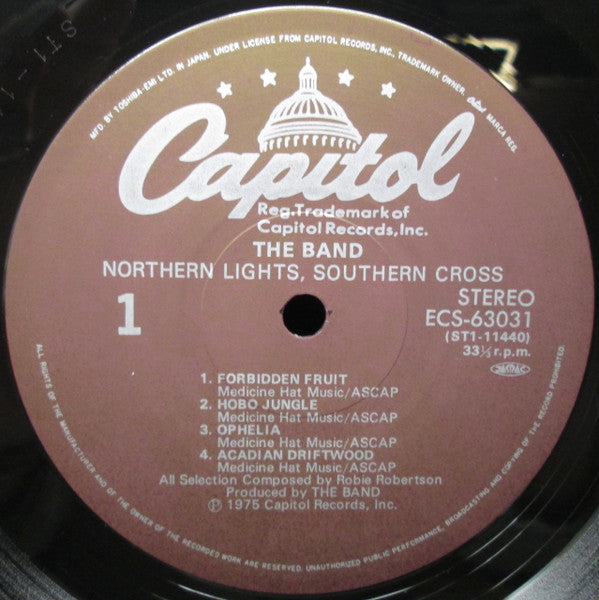 MFD. BY TOSHIBA-EMI LTD. IN JAPAN. UNDER LICENSE FROM CAPITOL RECORDS, INC., TRADEMARK OWNER. Capitol MARCA REG.
Capitol
Reg. Trademark of
Capitol Records, Inc.
THE BAND
NORTHERN LIGHTS, SOUTHERN CROSS
1
STEREO
ECS-63031
(ST1-11440)
33⅓ r.p.m.
1. FORBIDDEN FRUIT
Medicine Hat Music/ASCAP
2. HOBO JUNGLE
Medicine Hat Music/ASCAP
3. OPHELIA
Medicine Hat Music/ASCAP
4. ACADIAN DRIFTWOOD
Medicine Hat Music/ASCAP
All Selection Composed by Robie Robertson
Produced by THE BAND
℗ 1975 Capitol Records, Inc.
ALL RIGHTS OF THE MANUFACTURER AND OF THE OWNER OF THE RECORDED WORK RESERVED. UNAUTHORIZED PUBLIC PERFORMANCE, BROADCASTING AND COPYING OF THE RECORD PROHIBITED.